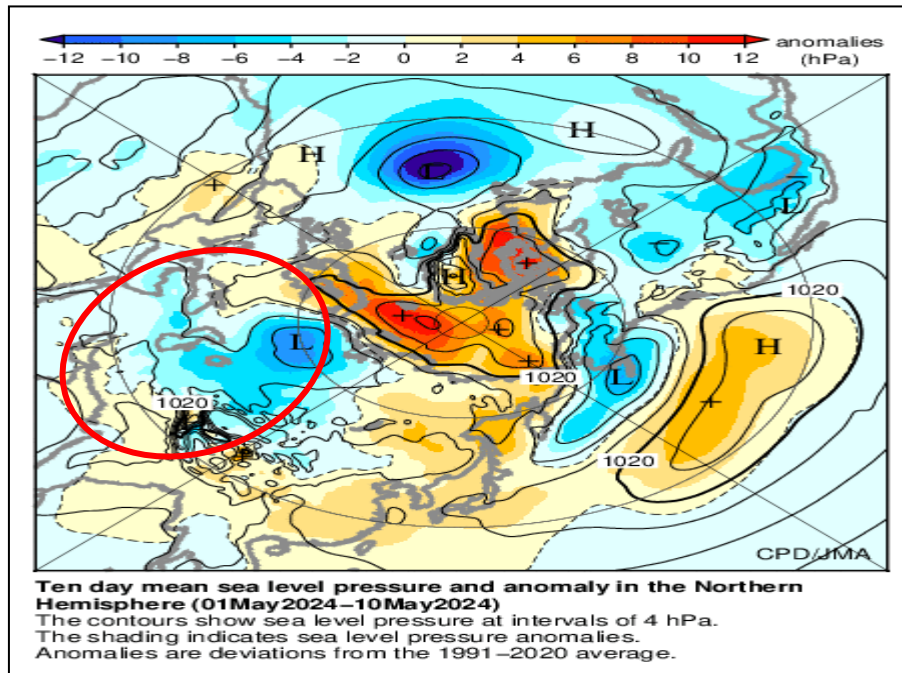 −12 −10 −8 −6 −4 −2 0 2 4 6 8 10 12
anomalies
(hPa)
H
H
L
L
H
L
1020
H
L
1020
L
1020
1020
CPD/JMA
Ten day mean sea level pressure and anomaly in the Northern
Hemisphere (01May2024−10May2024)
The contours show sea level pressure at intervals of 4 hPa.
The shading indicates sea level pressure anomalies.
Anomalies are deviations from the 1991−2020 average.